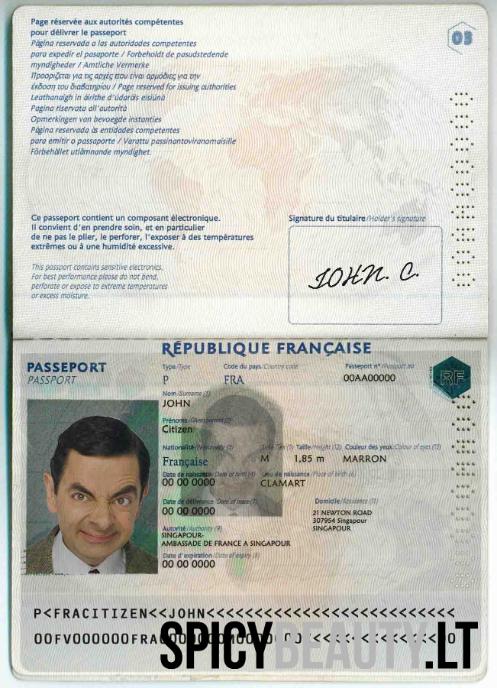 Page réservée aux autorités compétentes
pour délivrer le passeport
Página reservada a las autoridades competentes
para expedir el pasaporte / Forbeholdt de pasudstedende
myndigheder / Amtliche Vermerke
Προορίζεται για τις αρχές που είναι αρμόδιες για την
έκδοση του διαβατηρίου / Page reserved for issuing authorities
Leathanaigh in áirithe d'údaráis eisiúna
Pagina riservata all'autorità
Opmerkingen van bevoegde instanties
Página reservada às entidades competentes
para emitir o passaporte / Varattu passinantoviranomaisille
Förbehållet utlämnande myndighet.
03
Ce passeport contient un composant électronique.
Il convient d'en prendre soin, et en particulier
de ne pas le plier, le perforer, l'exposer à des températures
extrêmes ou à une humidité excessive.
This passport contains sensitive electronics.
For best performance please do not bend,
perforate or expose to extreme temperatures
or excess moisture.
Signature du titulaire/Holder's signature
JOHN. C.
RÉPUBLIQUE FRANÇAISE
PASSEPORT
PASSPORT
Type/Type Code du pays/Country code Passeport n°/Passport no
P FRA 00AA00000
RF
Nom/Surname (1)
JOHN
Prénoms/ (2)
Citizen
Nationalité/ (3) Taille/Height (12) Couleur des yeux/Colour of eyes (13)
Française M 1,85 m MARRON
Date de naissance/Date of birth (4) Lieu de naissance/Place of birth (6)
00 00 0000 CLAMART
Date de délivrance/Date of issue (7) Domicile/Residence (11)
00 00 0000 21 NEWTON ROAD
307954 Singapour
SINGAPOUR
Autorité/Authority (9)
SINGAPOUR-
AMBASSADE DE FRANCE A SINGAPOUR
Date d'expiration/Date of expiry (8)
00 00 0000
P<FRACITIZEN<<JOHN<<<<<<<<<<<<<<<<<<<<<<<<<<
00FV000000FRA
SPICYBEAUTY.LT